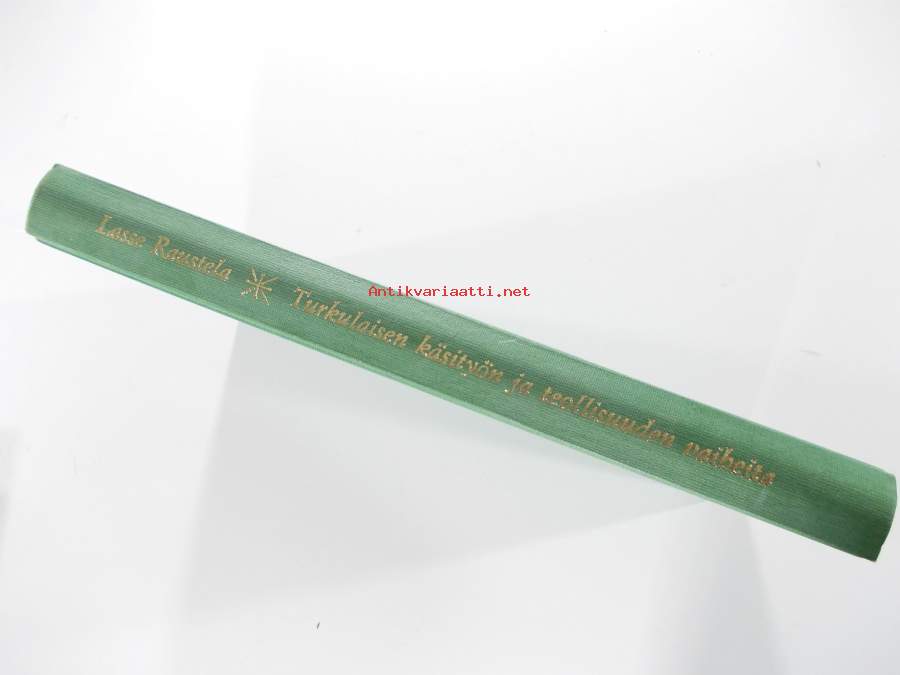 Lasse Raustela Turkulaisen käsityön ja teollisuuden vaiheita
Antikvariaatti.net